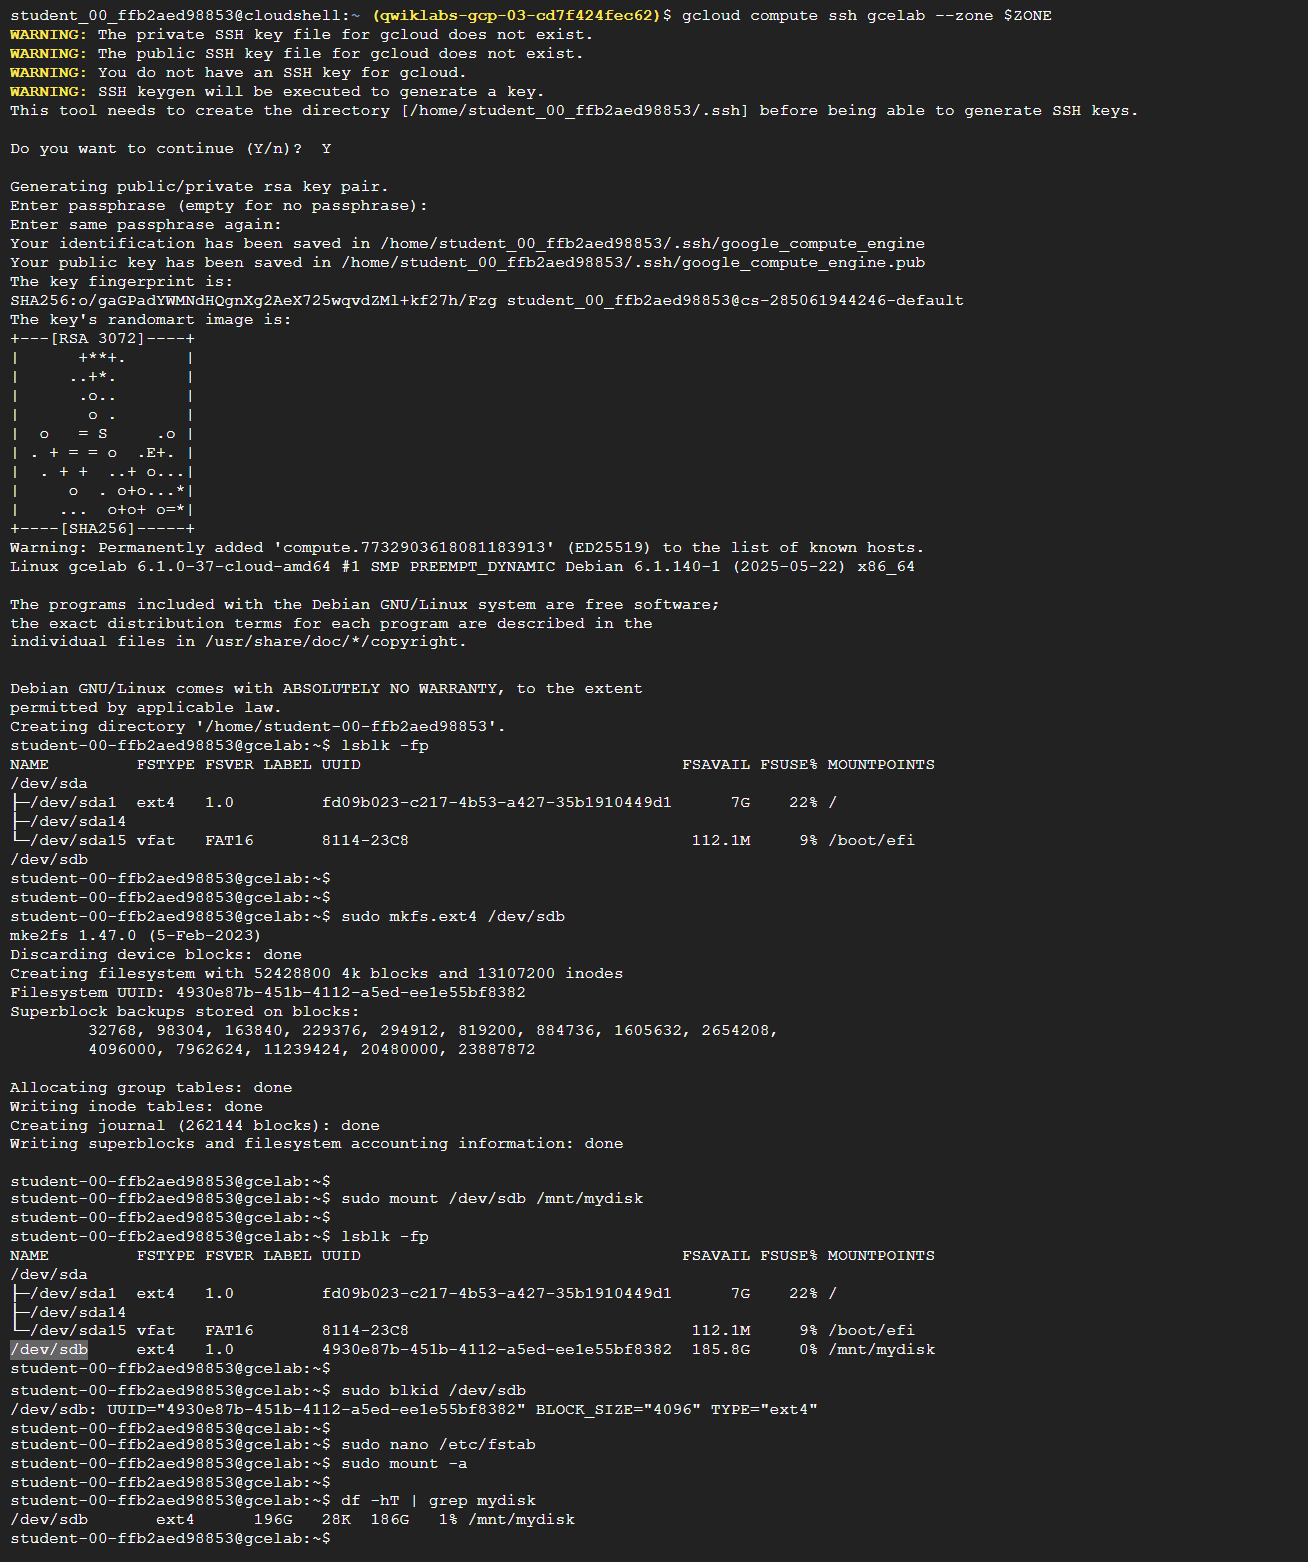 student_00_ffb2aed98853@cloudshell:~ (qwiklabs-gcp-03-cd7f424fec62)$ gcloud compute ssh gcelab --zone $ZONE
WARNING: The private SSH key file for gcloud does not exist.
WARNING: The public SSH key file for gcloud does not exist.
WARNING: You do not have an SSH key for gcloud.
WARNING: SSH keygen will be executed to generate a key.
This tool needs to create the directory [/home/student_00_ffb2aed98853/.ssh] before being able to generate SSH keys.

Do you want to continue (Y/n)?  Y

Generating public/private rsa key pair.
Enter passphrase (empty for no passphrase):
Enter same passphrase again:
Your identification has been saved in /home/student_00_ffb2aed98853/.ssh/google_compute_engine
Your public key has been saved in /home/student_00_ffb2aed98853/.ssh/google_compute_engine.pub
The key fingerprint is:
SHA256:o/gaGPadYWMNdHQgnXg2AeX725wqvdZMl+kf27h/Fzg student_00_ffb2aed98853@cs-285061944246-default
The key's randomart image is:
+---[RSA 3072]----+
|      +**+.      |
|     ..+*.       |
|      .o..       |
|       o .       |
|  o   = S     .o |
| . + = = o  .E+. |
|  . + +  ..+ o...|
|     o  . o+o...*|
|    ...  o+o+ o=*|
+----[SHA256]-----+
Warning: Permanently added 'compute.7732903618081183913' (ED25519) to the list of known hosts.
Linux gcelab 6.1.0-37-cloud-amd64 #1 SMP PREEMPT_DYNAMIC Debian 6.1.140-1 (2025-05-22) x86_64

The programs included with the Debian GNU/Linux system are free software;
the exact distribution terms for each program are described in the
individual files in /usr/share/doc/*/copyright.

Debian GNU/Linux comes with ABSOLUTELY NO WARRANTY, to the extent
permitted by applicable law.
Creating directory '/home/student-00-ffb2aed98853'.
student-00-ffb2aed98853@gcelab:~$ lsblk -fp
NAME         FSTYPE FSVER LABEL UUID                                 FSAVAIL FSUSE% MOUNTPOINTS
/dev/sda
├─/dev/sda1  ext4   1.0         fd09b023-c217-4b53-a427-35b1910449d1      7G    22% /
├─/dev/sda14
└─/dev/sda15 vfat   FAT16       8114-23C8                             112.1M     9% /boot/efi
/dev/sdb
student-00-ffb2aed98853@gcelab:~$
student-00-ffb2aed98853@gcelab:~$
student-00-ffb2aed98853@gcelab:~$ sudo mkfs.ext4 /dev/sdb
mke2fs 1.47.0 (5-Feb-2023)
Discarding device blocks: done
Creating filesystem with 52428800 4k blocks and 13107200 inodes
Filesystem UUID: 4930e87b-451b-4112-a5ed-ee1e55bf8382
Superblock backups stored on blocks:
        32768, 98304, 163840, 229376, 294912, 819200, 884736, 1605632, 2654208,
        4096000, 7962624, 11239424, 20480000, 23887872

Allocating group tables: done
Writing inode tables: done
Creating journal (262144 blocks): done
Writing superblocks and filesystem accounting information: done

student-00-ffb2aed98853@gcelab:~$
student-00-ffb2aed98853@gcelab:~$ sudo mount /dev/sdb /mnt/mydisk
student-00-ffb2aed98853@gcelab:~$
student-00-ffb2aed98853@gcelab:~$ lsblk -fp
NAME         FSTYPE FSVER LABEL UUID                                 FSAVAIL FSUSE% MOUNTPOINTS
/dev/sda
├─/dev/sda1  ext4   1.0         fd09b023-c217-4b53-a427-35b1910449d1      7G    22% /
├─/dev/sda14
└─/dev/sda15 vfat   FAT16       8114-23C8                             112.1M     9% /boot/efi
/dev/sdb     ext4   1.0         4930e87b-451b-4112-a5ed-ee1e55bf8382  185.8G     0% /mnt/mydisk
student-00-ffb2aed98853@gcelab:~$
student-00-ffb2aed98853@gcelab:~$ sudo blkid /dev/sdb
/dev/sdb: UUID="4930e87b-451b-4112-a5ed-ee1e55bf8382" BLOCK_SIZE="4096" TYPE="ext4"
student-00-ffb2aed98853@gcelab:~$
student-00-ffb2aed98853@gcelab:~$ sudo nano /etc/fstab
student-00-ffb2aed98853@gcelab:~$ sudo mount -a
student-00-ffb2aed98853@gcelab:~$
student-00-ffb2aed98853@gcelab:~$ df -hT | grep mydisk
/dev/sdb       ext4      196G   28K  186G   1% /mnt/mydisk
student-00-ffb2aed98853@gcelab:~$